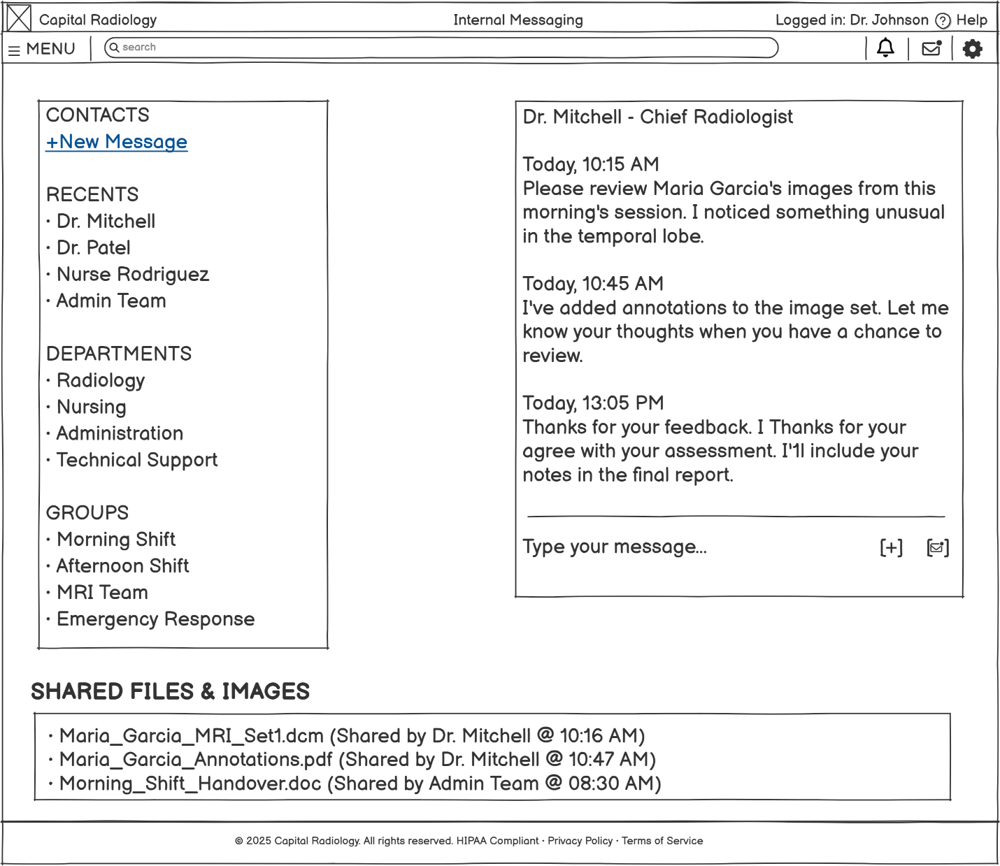 Capital Radiology
Internal Messaging
Logged in: Dr. Johnson ? Help
MENU
search
CONTACTS
+New Message
RECENTS
· Dr. Mitchell
· Dr. Patel
· Nurse Rodriguez
· Admin Team
DEPARTMENTS
· Radiology
· Nursing
· Administration
· Technical Support
GROUPS
· Morning Shift
· Afternoon Shift
· MRI Team
· Emergency Response
Dr. Mitchell - Chief Radiologist
Today, 10:15 AM
Please review Maria Garcia's images from this
morning's session. I noticed something unusual
in the temporal lobe.
Today, 10:45 AM
I've added annotations to the image set. Let me
know your thoughts when you have a chance to
review.
Today, 13:05 PM
Thanks for your feedback. I Thanks for your
agree with your assessment. I'1l include your
notes in the final report.
Type your message...
[+] [ ]
SHARED FILES & IMAGES
· Maria_Garcia_MRI_Set1.dcm (Shared by Dr. Mitchell @ 10:16 AM)
· Maria_Garcia_Annotations.pdf (Shared by Dr. Mitchell @ 10:47 AM)
· Morning_Shift_Handover.doc (Shared by Admin Team @ 08:30 AM)
© 2025 Capital Radiology. All rights reserved. HIPAA Compliant · Privacy Policy · Terms of Service